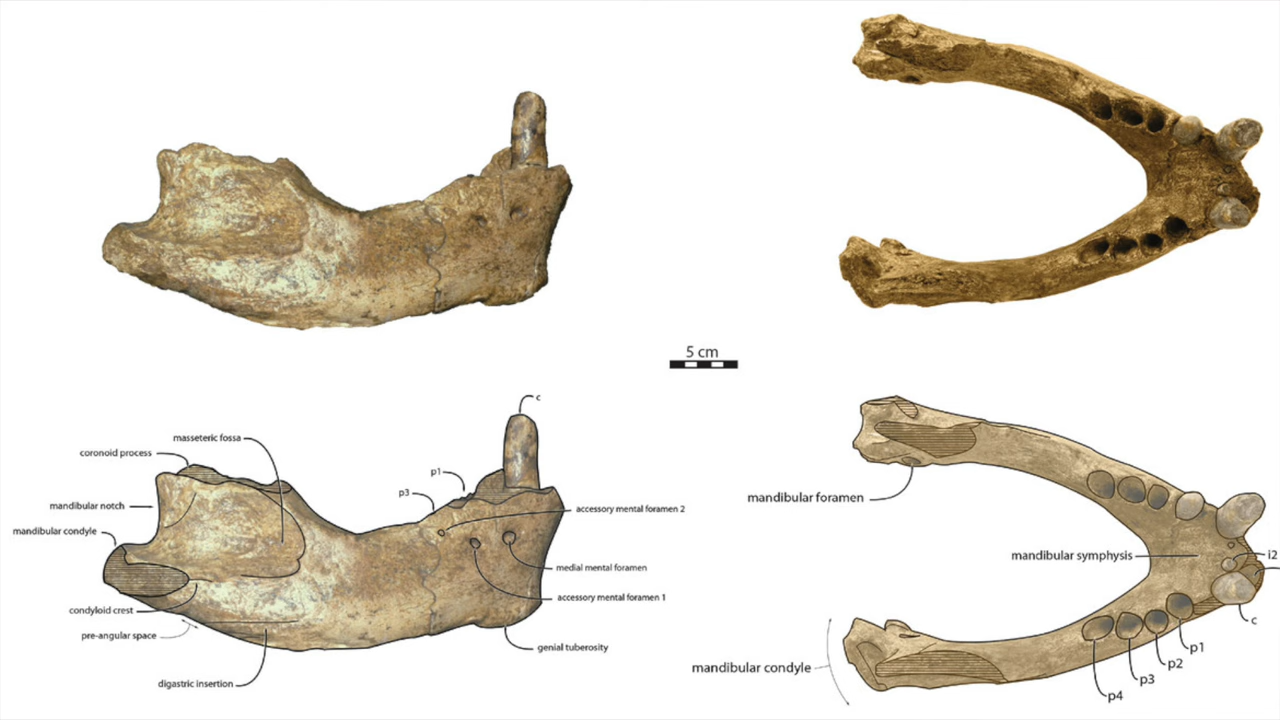 5 cm
c
masseteric fossa
coronoid process
p1
p3
mandibular notch
accessory mental foramen 2
mandibular condyle
medial mental foramen
accessory mental foramen 1
condyloid crest
pre-angular space
genial tuberosity
digastric insertion
mandibular foramen
mandibular symphysis
i2
c
p1
p2
mandibular condyle
p3
p4